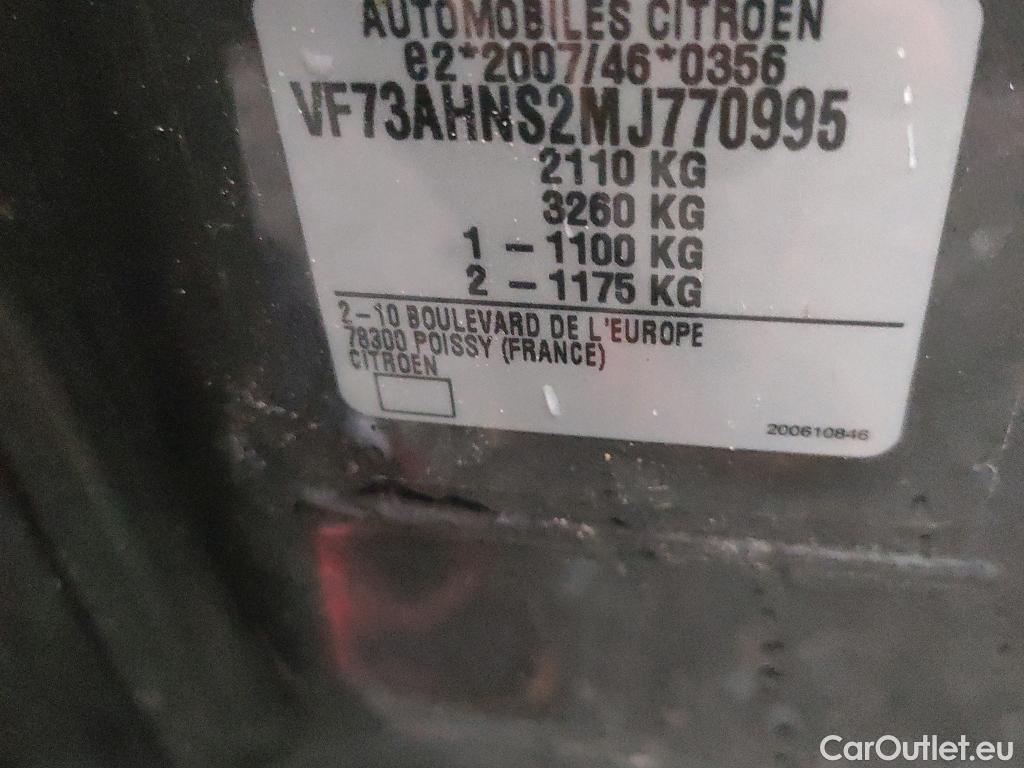 AUTOMOBILES CITROEN
e2*2007/46*0356
VF73AHNS2MJ770995
2110 KG
3260 KG
1 - 1100 KG
2 - 1175 KG
2-10 BOULEVARD DE L'EUROPE
78300 POISSY (FRANCE)
CITROEN
200610846
CarOutlet.eu